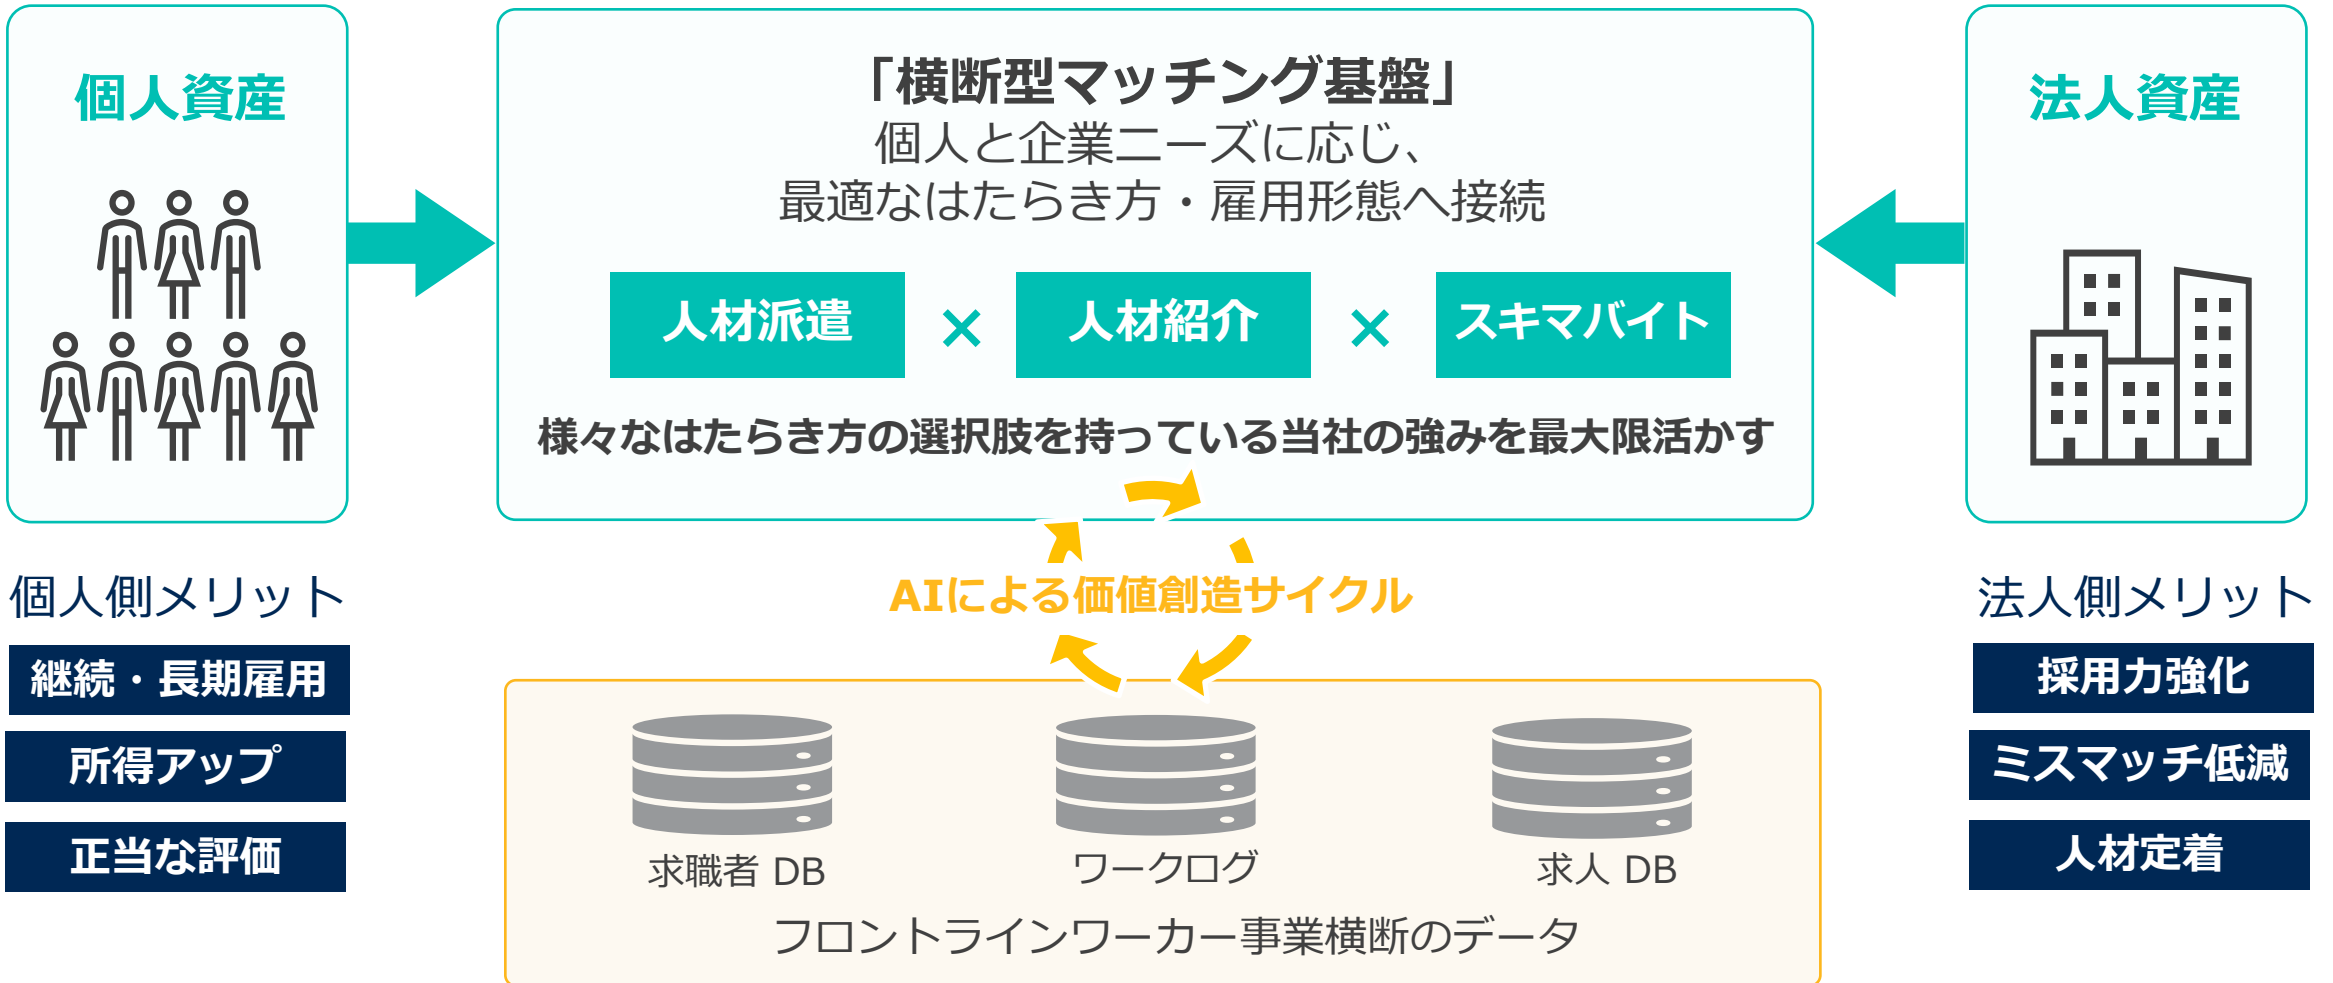 個人資産
「横断型マッチング基盤」
個人と企業ニーズに応じ、
最適なはたらき方・雇用形態へ接続
人材派遣 × 人材紹介 × スキマバイト
様々なはたらき方の選択肢を持っている当社の強みを最大限活かす
法人資産
AIによる価値創造サイクル
個人側メリット
継続・長期雇用
所得アップ
正当な評価
求職者 DB
ワークログ
求人 DB
フロントラインワーカー事業横断のデータ
法人側メリット
採用力強化
ミスマッチ低減
人材定着